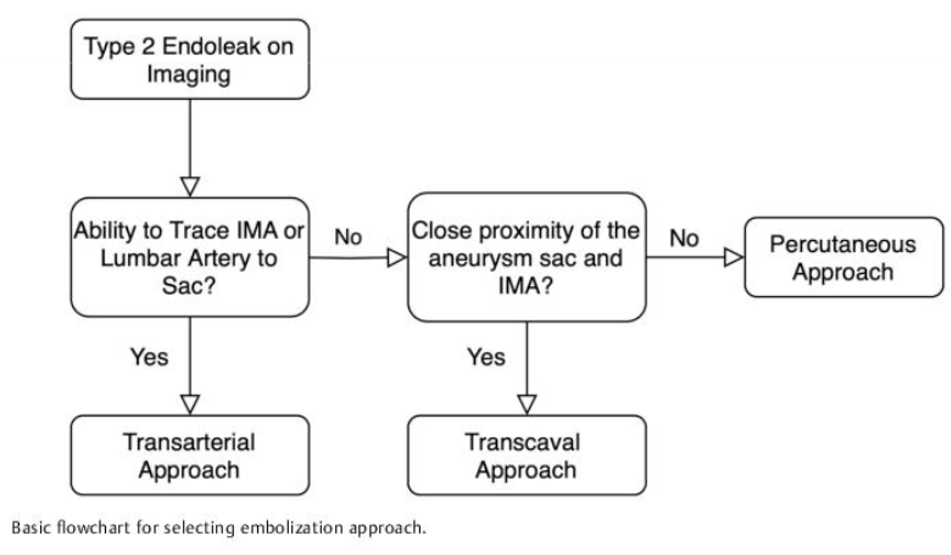 Type 2 Endoleak on
Imaging
Ability to Trace IMA or
Lumbar Artery to
Sac?
No
Close proximity of the
aneurysm sac and
IMA?
No
Percutaneous
Approach
Yes
Yes
Transarterial
Approach
Transcaval
Approach
Basic flowchart for selecting embolization approach.